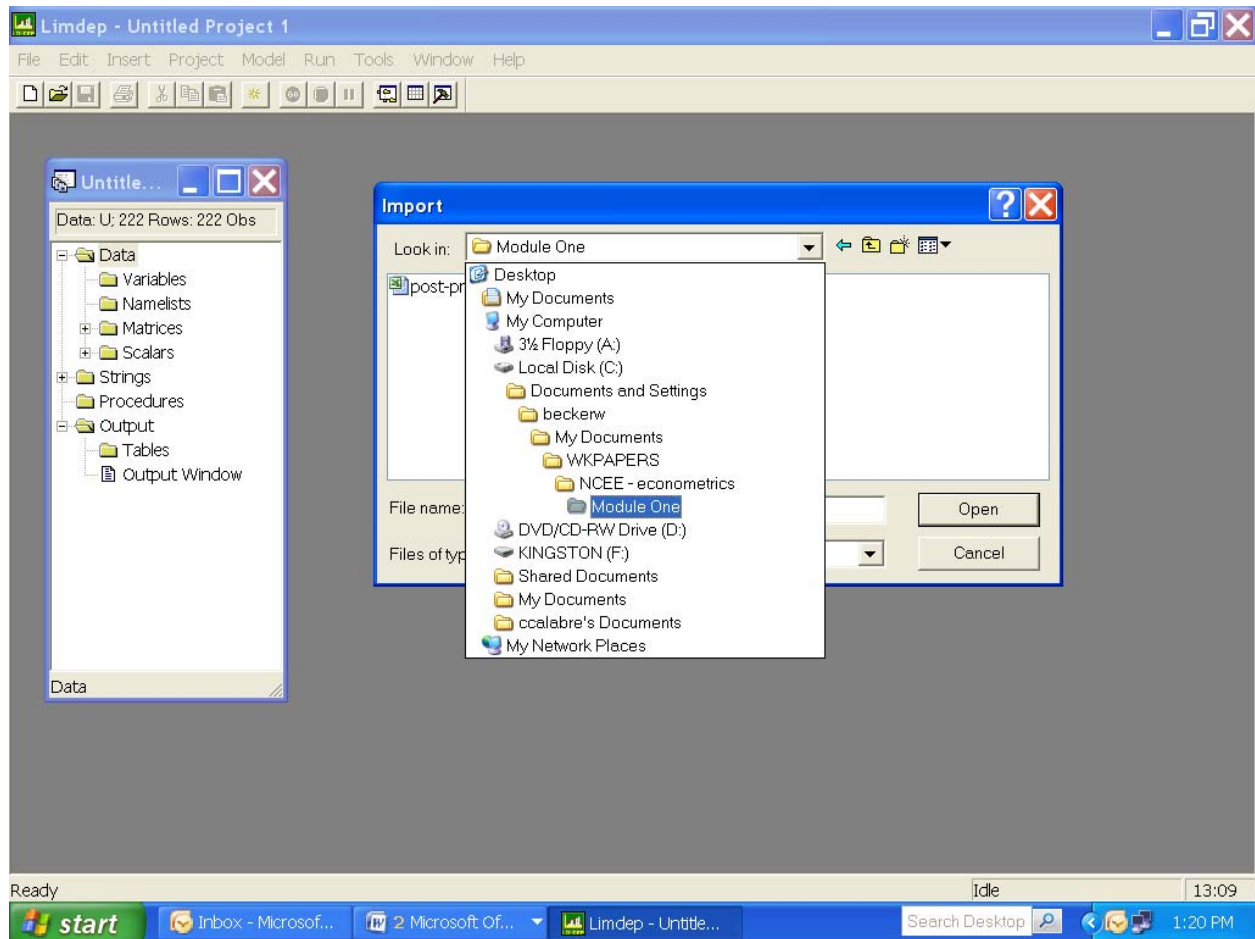 Limdep - Untitled Project 1
File Edit Insert Project Model Run Tools Window Help
Untitle...
Data: U; 222 Rows: 222 Obs
Data
Variables
Namelists
Matrices
Scalars
Strings
Procedures
Output
Tables
Output Window
Data
Import
Look in: Module One
post-pr
Desktop
My Documents
My Computer
3½ Floppy (A:)
Local Disk (C:)
Documents and Settings
beckerw
My Documents
WKPAPERS
NCEE - econometrics
Module One
DVD/CD-RW Drive (D:)
KINGSTON (F:)
Shared Documents
My Documents
ccalabre's Documents
My Network Places
File name:
Open
Files of typ
Cancel
Ready Idle 13:09
start Inbox - Microsof... 2 Microsoft Of... Limdep - Untitle... Search Desktop 1:20 PM